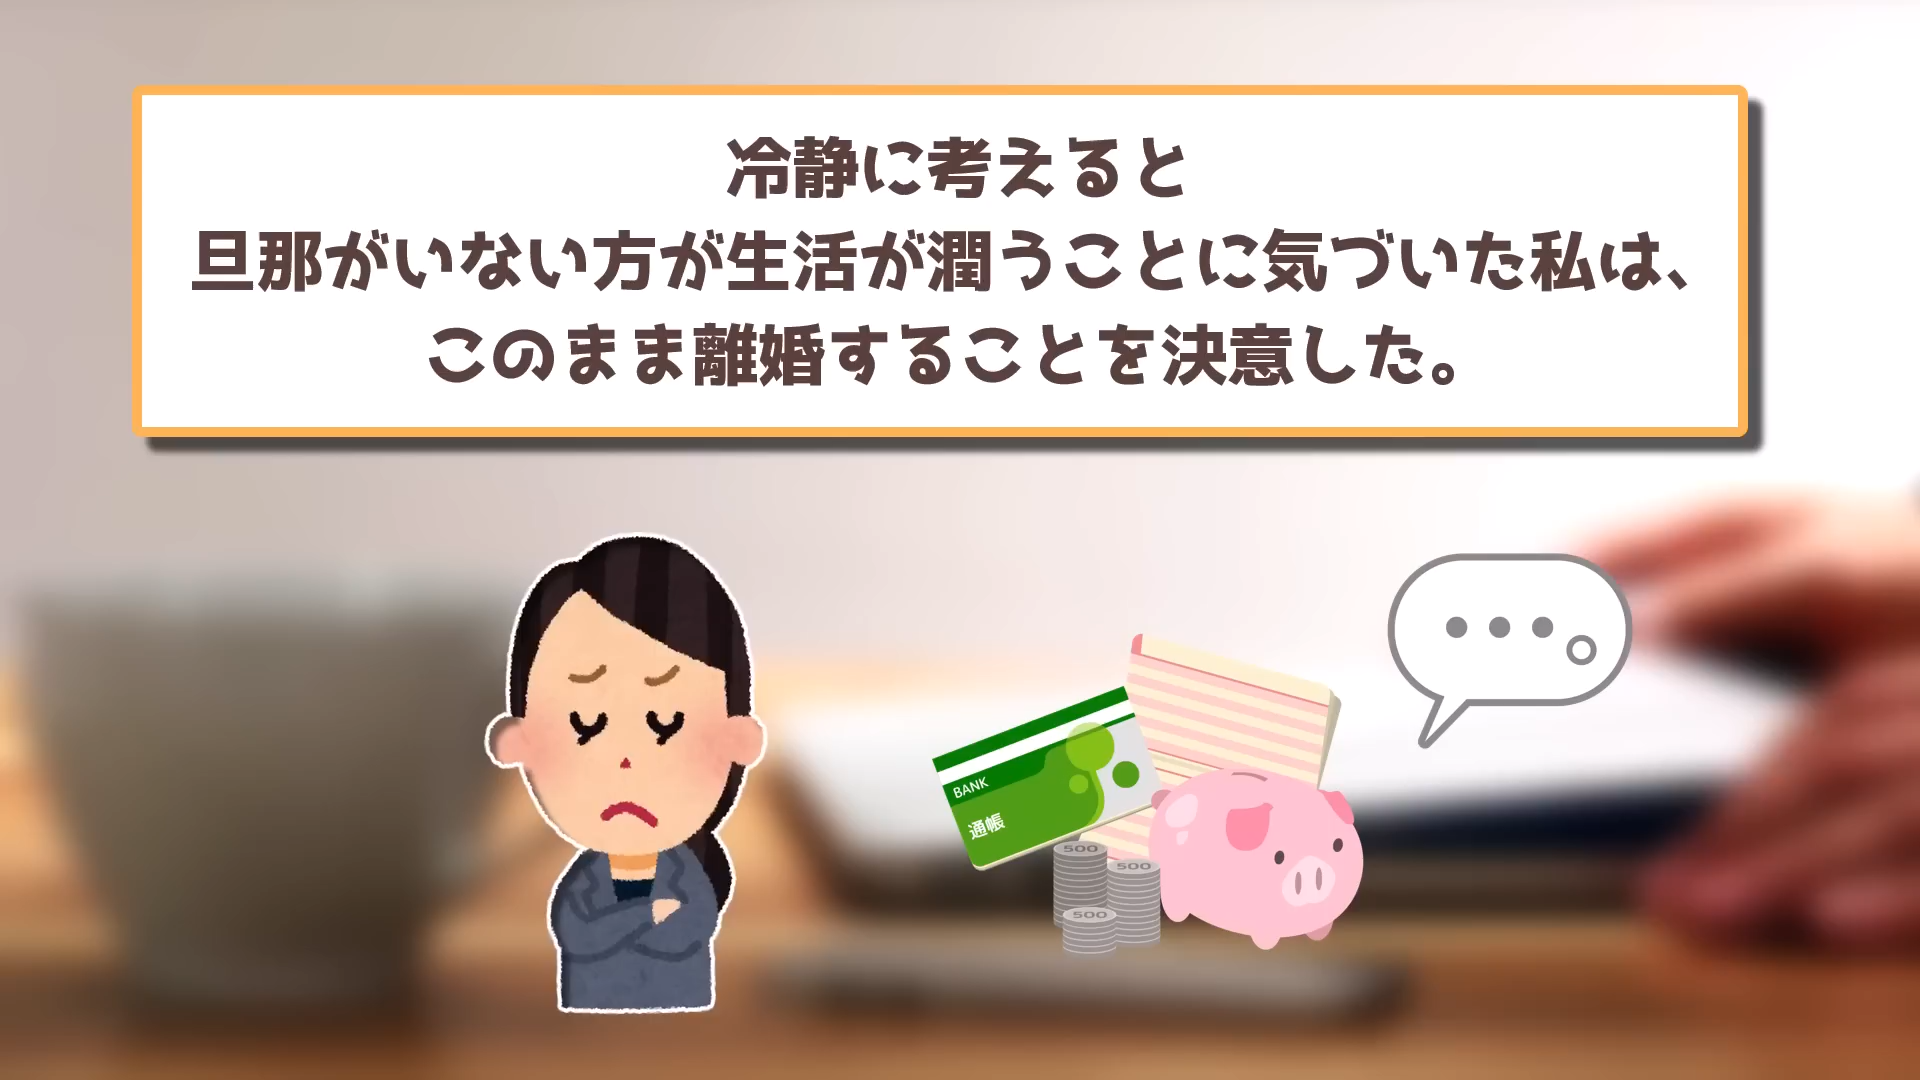 冷静に考えると
旦那がいない方が生活が潤うことに気づいた私は、
このまま離婚することを決意した。
BANK
通帳
500
500
500